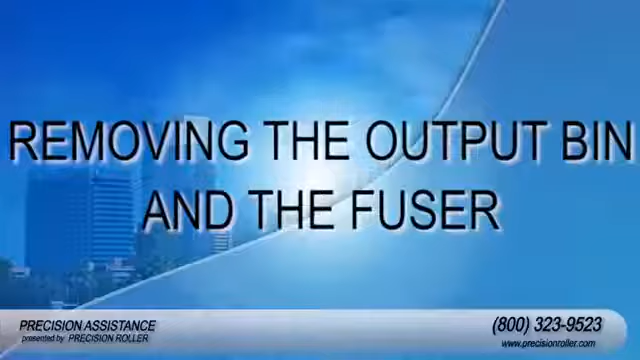 REMOVING THE OUTPUT BIN
AND THE FUSER
PRECISION ASSISTANCE
presented by PRECISION ROLLER
(800) 323-9523
www.precisionroller.com